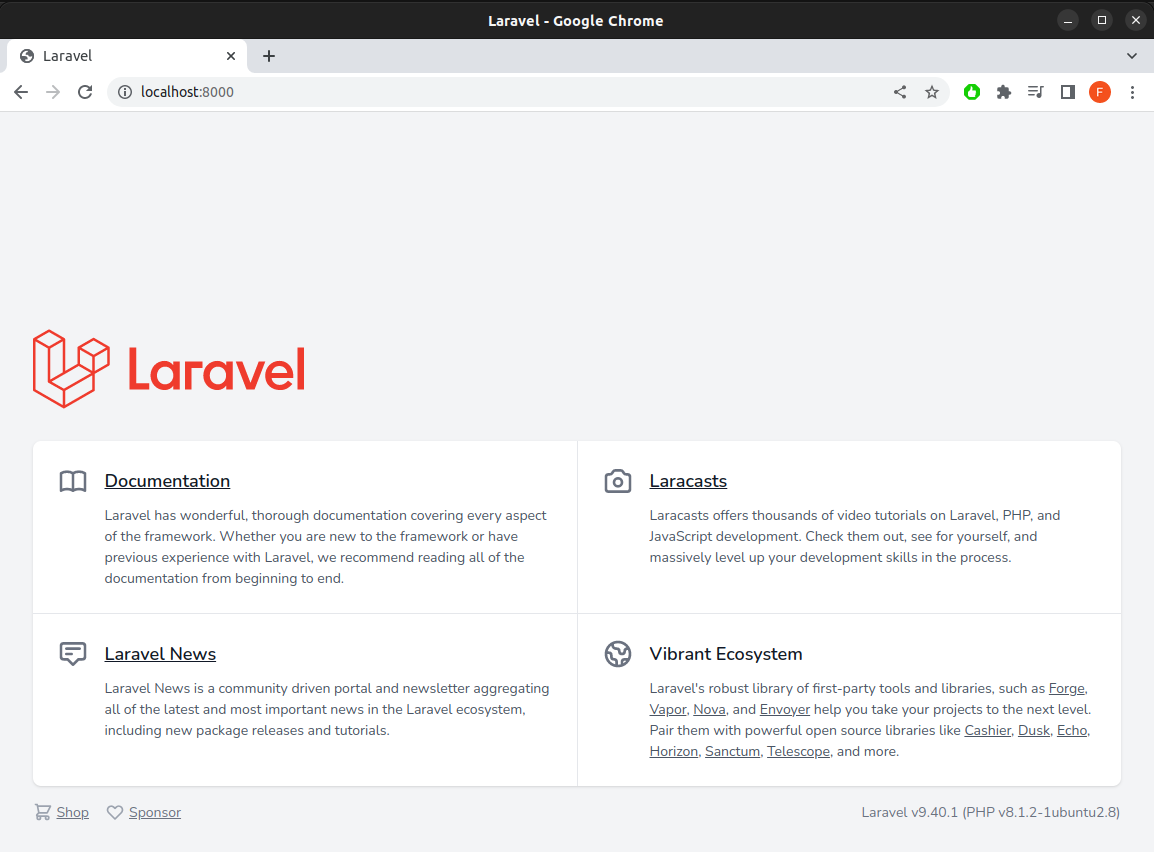 Laravel - Google Chrome
Laravel
localhost:8000
F
Laravel
Documentation
Laravel has wonderful, thorough documentation covering every aspect
of the framework. Whether you are new to the framework or have
previous experience with Laravel, we recommend reading all of the
documentation from beginning to end.
Laracasts
Laracasts offers thousands of video tutorials on Laravel, PHP, and
JavaScript development. Check them out, see for yourself, and
massively level up your development skills in the process.
Laravel News
Laravel News is a community driven portal and newsletter aggregating
all of the latest and most important news in the Laravel ecosystem,
including new package releases and tutorials.
Vibrant Ecosystem
Laravel's robust library of first-party tools and libraries, such as Forge,
Vapor, Nova, and Envoyer help you take your projects to the next level.
Pair them with powerful open source libraries like Cashier, Dusk, Echo,
Horizon, Sanctum, Telescope, and more.
Shop
Sponsor
Laravel v9.40.1 (PHP v8.1.2-1ubuntu2.8)